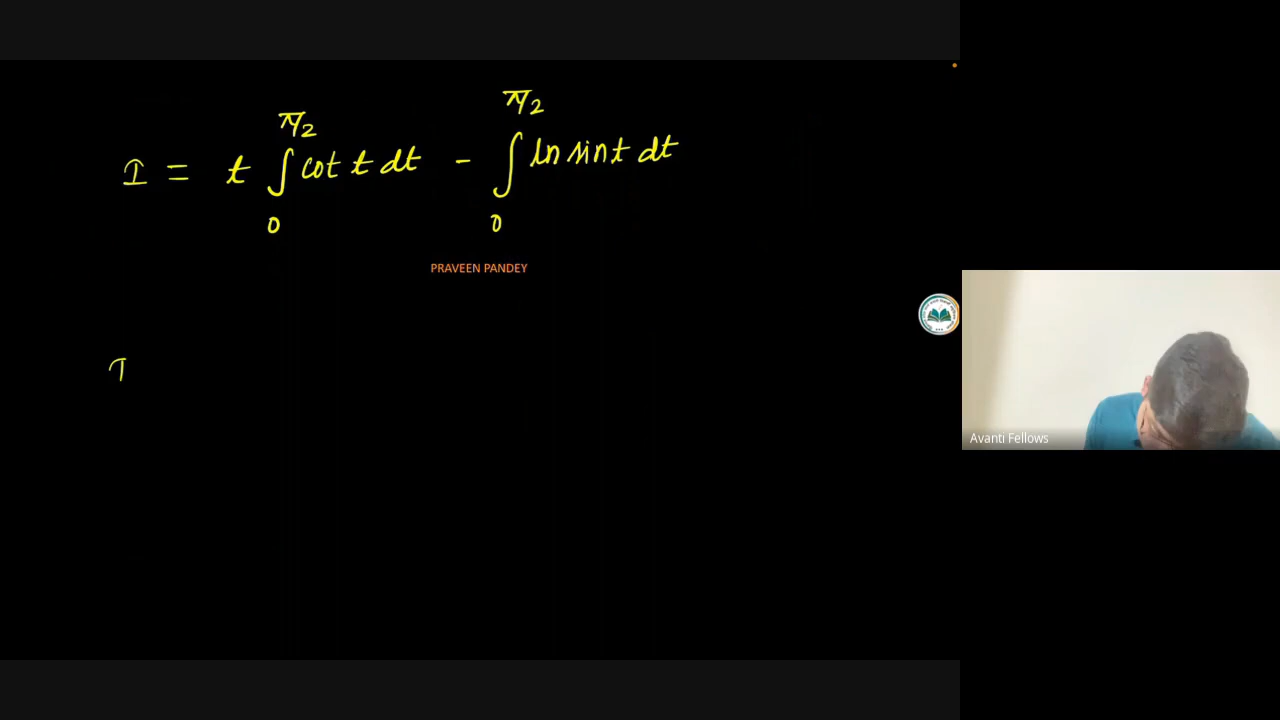 I = t ∫₀^{π/2} cot t dt - ∫₀^{π/2} ln sin t dt
PRAVEEN PANDEY
I
Avanti Fellows